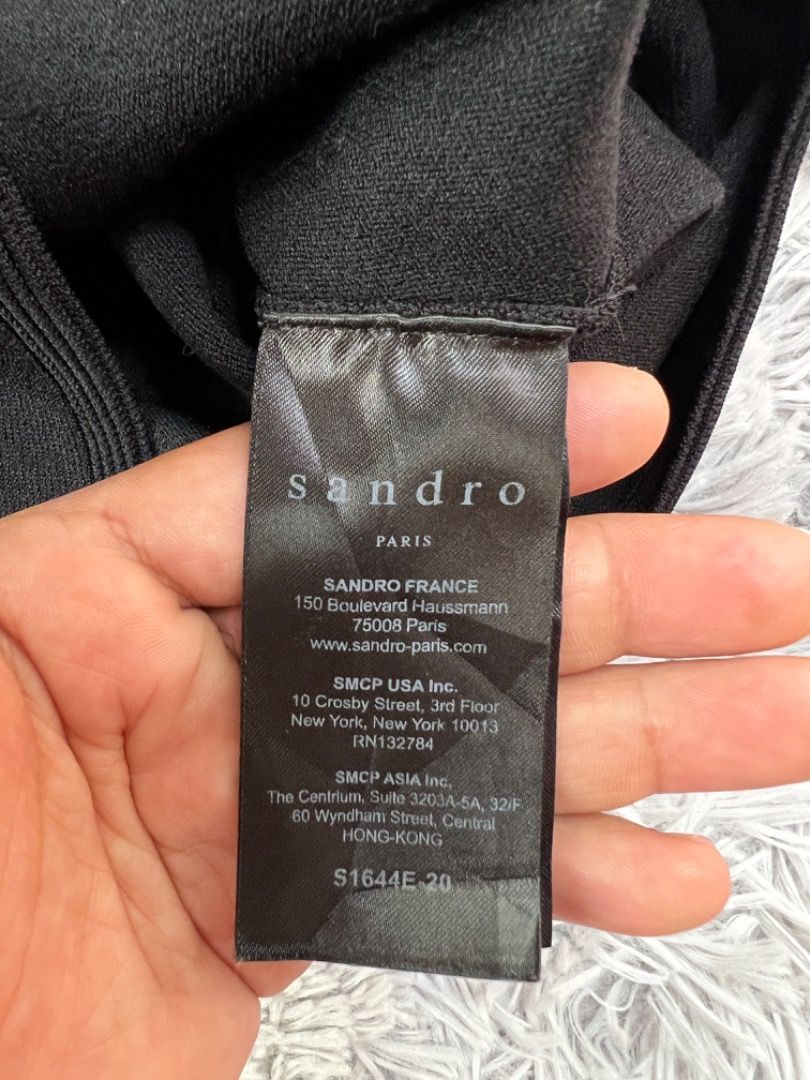 sandro
PARIS
SANDRO FRANCE
150 Boulevard Haussmann
75008 Paris
www.sandro-paris.com
SMCP USA Inc.
10 Crosby Street, 3rd Floor
New York, New York 10013
RN132784
SMCP ASIA Inc,
The Centrium, Suite 3203A-5A, 32/F
60 Wyndham Street, Central
HONG-KONG
S1644E-20